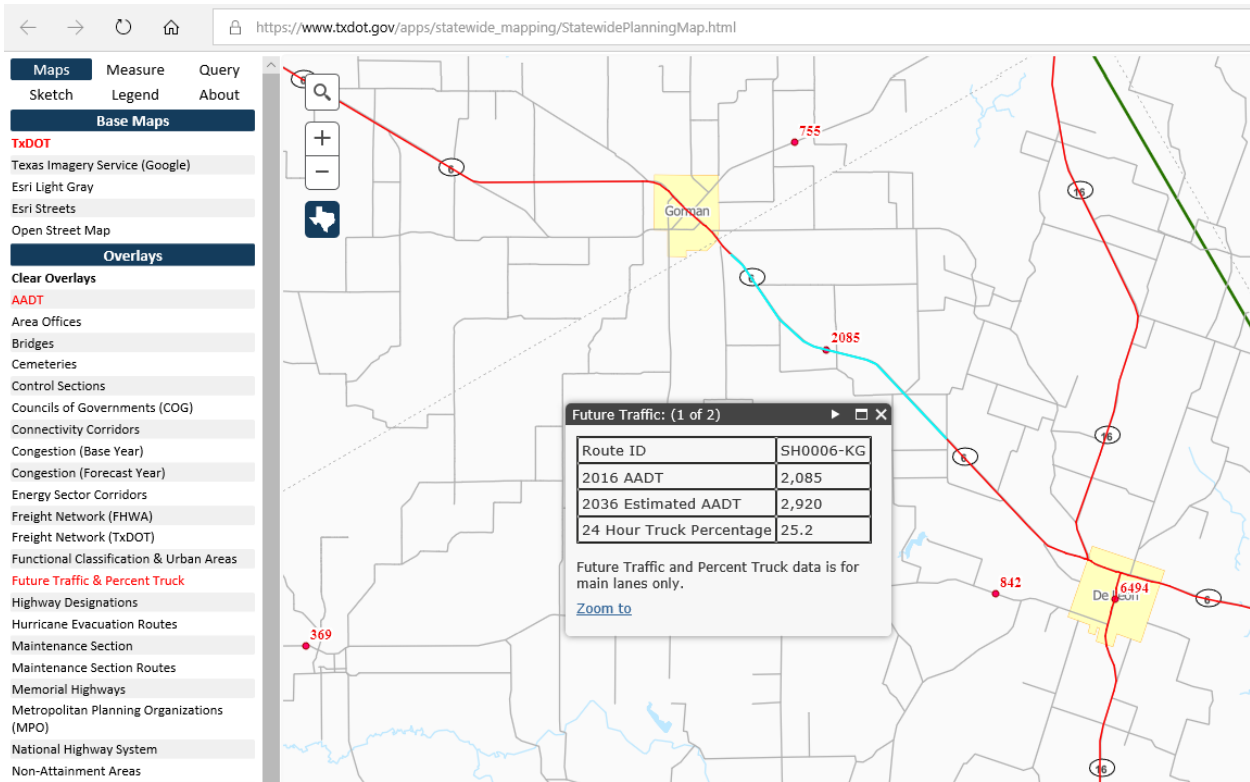 https://www.txdot.gov/apps/statewide_mapping/StatewidePlanningMap.html
Maps Measure Query
Sketch Legend About
Base Maps
TxDOT
Texas Imagery Service (Google)
Esri Light Gray
Esri Streets
Open Street Map
Overlays
Clear Overlays
AADT
Area Offices
Bridges
Cemeteries
Control Sections
Councils of Governments (COG)
Connectivity Corridors
Congestion (Base Year)
Congestion (Forecast Year)
Energy Sector Corridors
Freight Network (FHWA)
Freight Network (TxDOT)
Functional Classification & Urban Areas
Future Traffic & Percent Truck
Highway Designations
Hurricane Evacuation Routes
Maintenance Section
Maintenance Section Routes
Memorial Highways
Metropolitan Planning Organizations
(MPO)
National Highway System
Non-Attainment Areas
6
755
6
16
Gorman
6
2085
16
6
Future Traffic: (1 of 2)
Route ID SH0006-KG
2016 AADT 2,085
2036 Estimated AADT 2,920
24 Hour Truck Percentage 25.2
Future Traffic and Percent Truck data is for
main lanes only.
Zoom to
842
6494
De Leon
6
369
16